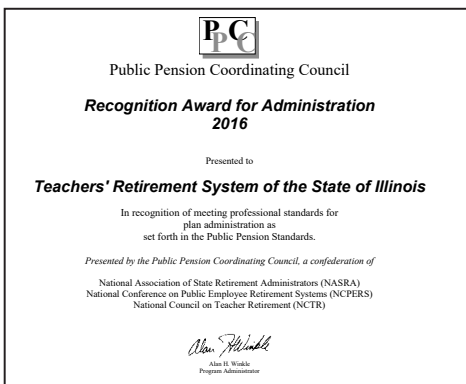 PPCC
Public Pension Coordinating Council
Recognition Award for Administration
2016
Presented to
Teachers' Retirement System of the State of Illinois
In recognition of meeting professional standards for
plan administration as
set forth in the Public Pension Standards.
Presented by the Public Pension Coordinating Council, a confederation of
National Association of State Retirement Administrators (NASRA)
National Conference on Public Employee Retirement Systems (NCPERS)
National Council on Teacher Retirement (NCTR)
Alan H Winkle
Alan H. Winkle
Program Administrator